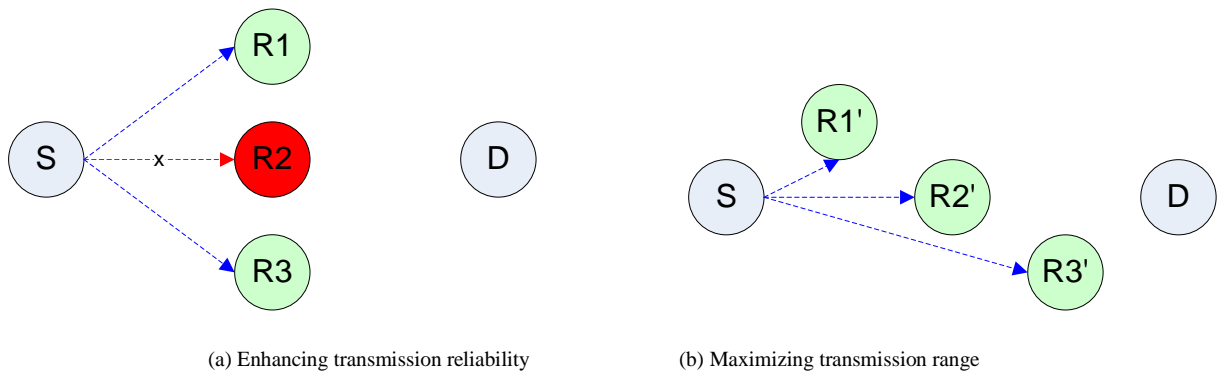 R1
S
x
R2
D
R3
(a) Enhancing transmission reliability
R1'
S
R2'
D
R3'
(b) Maximizing transmission range